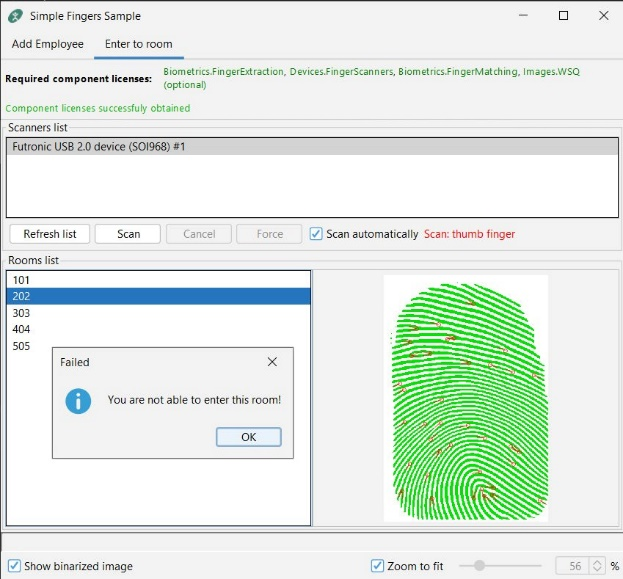 Simple Fingers Sample
Add Employee Enter to room
Required component licenses: Biometrics.FingerExtraction, Devices.FingerScanners, Biometrics.FingerMatching, Images.WSQ
(optional)
Component licenses successfuly obtained
Scanners list
Futronic USB 2.0 device (SOI968) #1
Refresh list Scan Cancel Force Scan automatically Scan: thumb finger
Rooms list
101
202
303
404
505
Failed
You are not able to enter this room!
OK
Show binarized image Zoom to fit 56 %